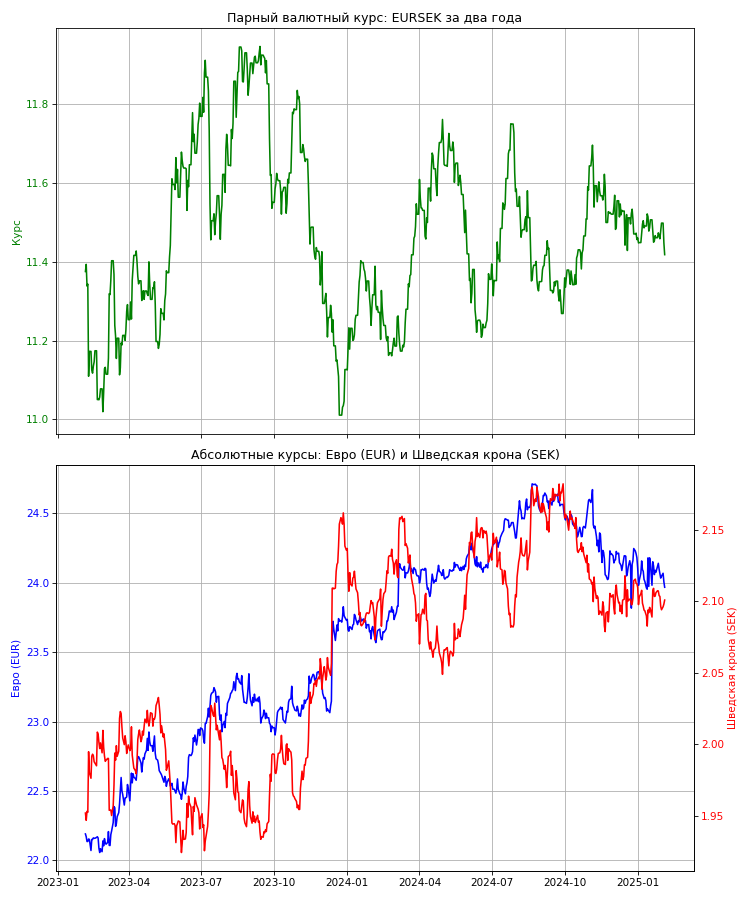 Парный валютный курс: EURSEK за два года
11.8
11.6
11.4
11.2
11.0
Курс
Абсолютные курсы: Евро (EUR) и Шведская крона (SEK)
24.5
24.0
23.5
23.0
22.5
22.0
Евро (EUR)
2.15
2.10
2.05
2.00
1.95
Шведская крона (SEK)
2023-01 2023-04 2023-07 2023-10 2024-01 2024-04 2024-07 2024-10 2025-01